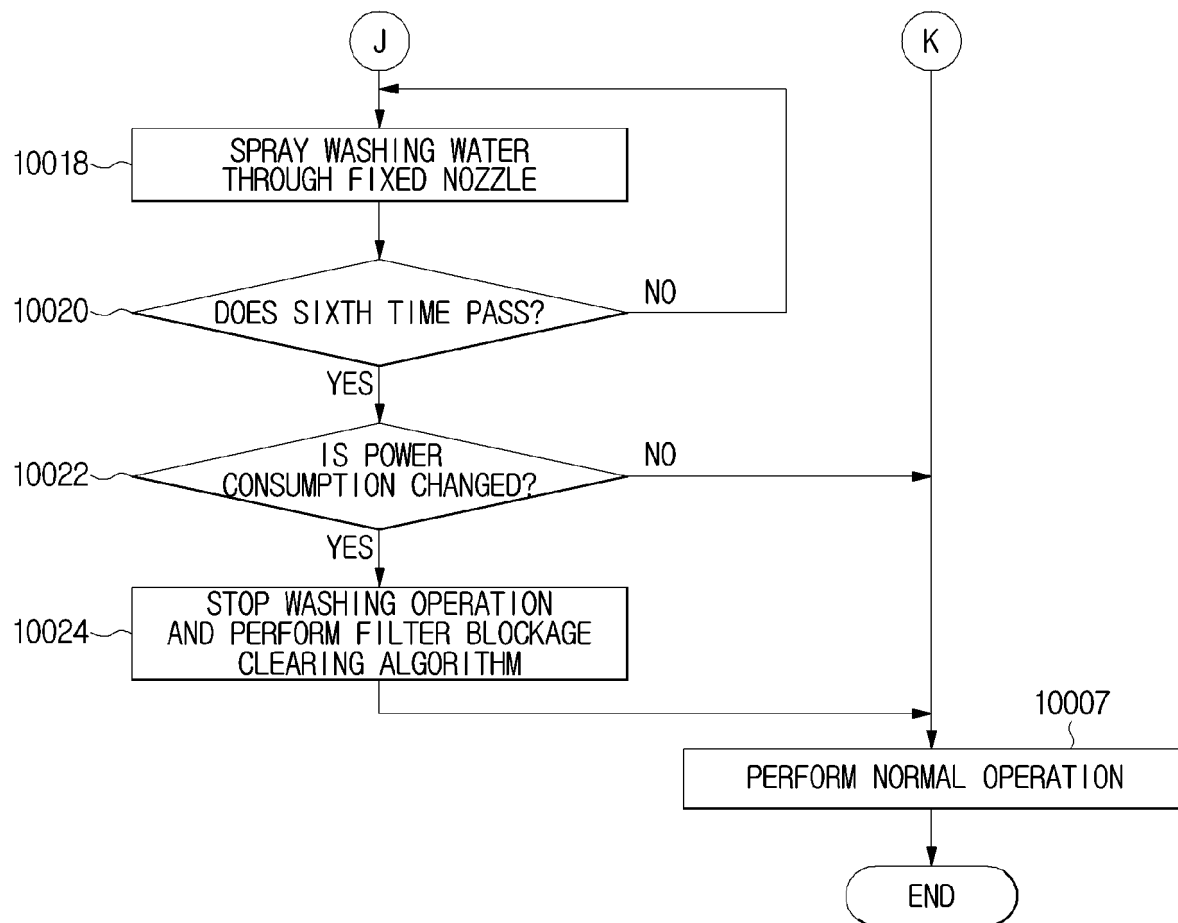 J
K
10018
SPRAY WASHING WATER
THROUGH FIXED NOZZLE
10020
DOES SIXTH TIME PASS?
NO
YES
10022
IS POWER
CONSUMPTION CHANGED?
NO
YES
10024
STOP WASHING OPERATION
AND PERFORM FILTER BLOCKAGE
CLEARING ALGORITHM
10007
PERFORM NORMAL OPERATION
END